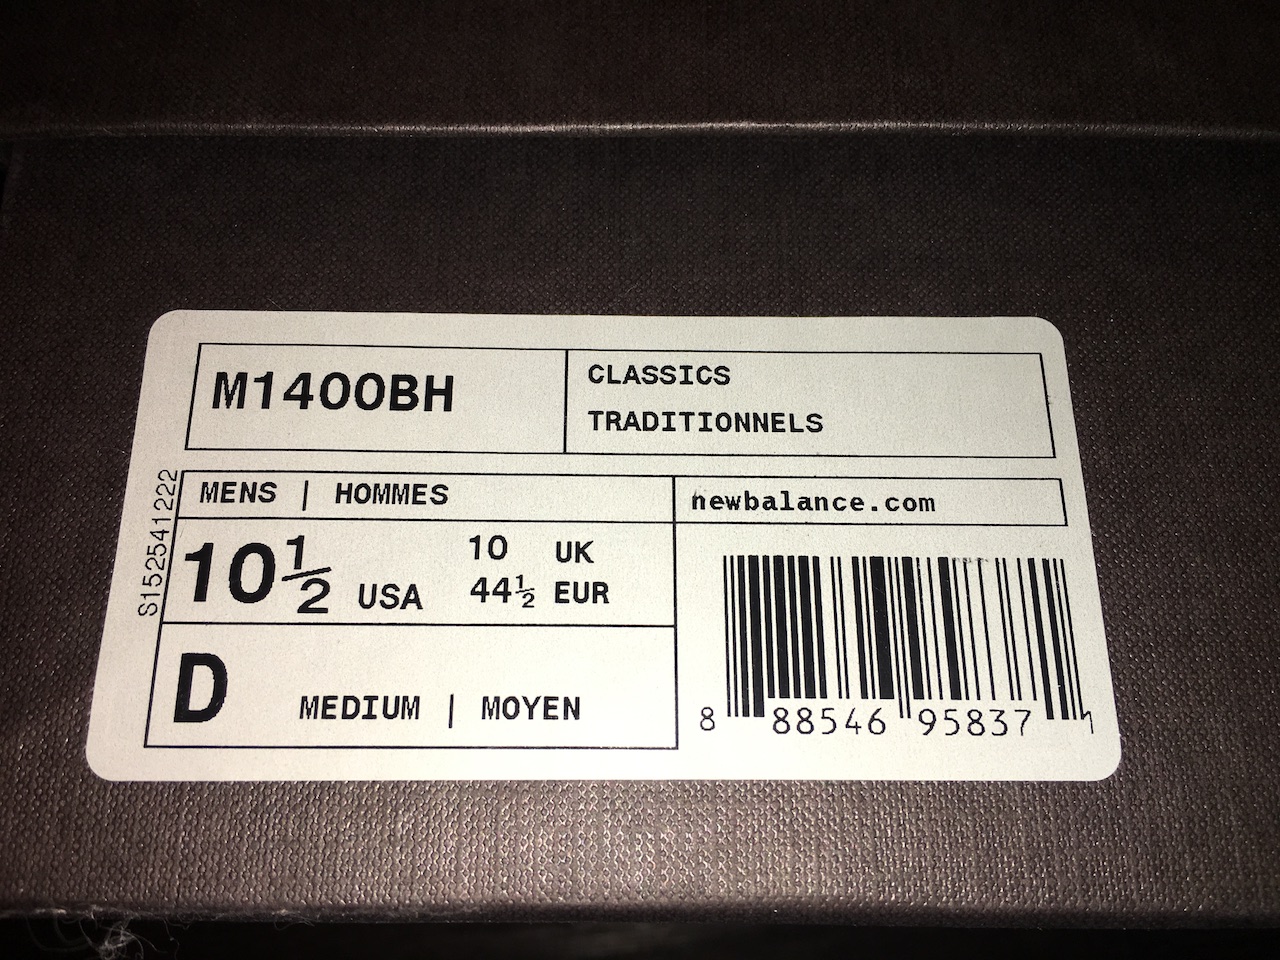 M1400BH
CLASSICS
TRADITIONNELS
S1525541222
MENS | HOMMES
newbalance.com
10½ USA
10 UK
44½ EUR
D MEDIUM | MOYEN
8 88546 95837 1